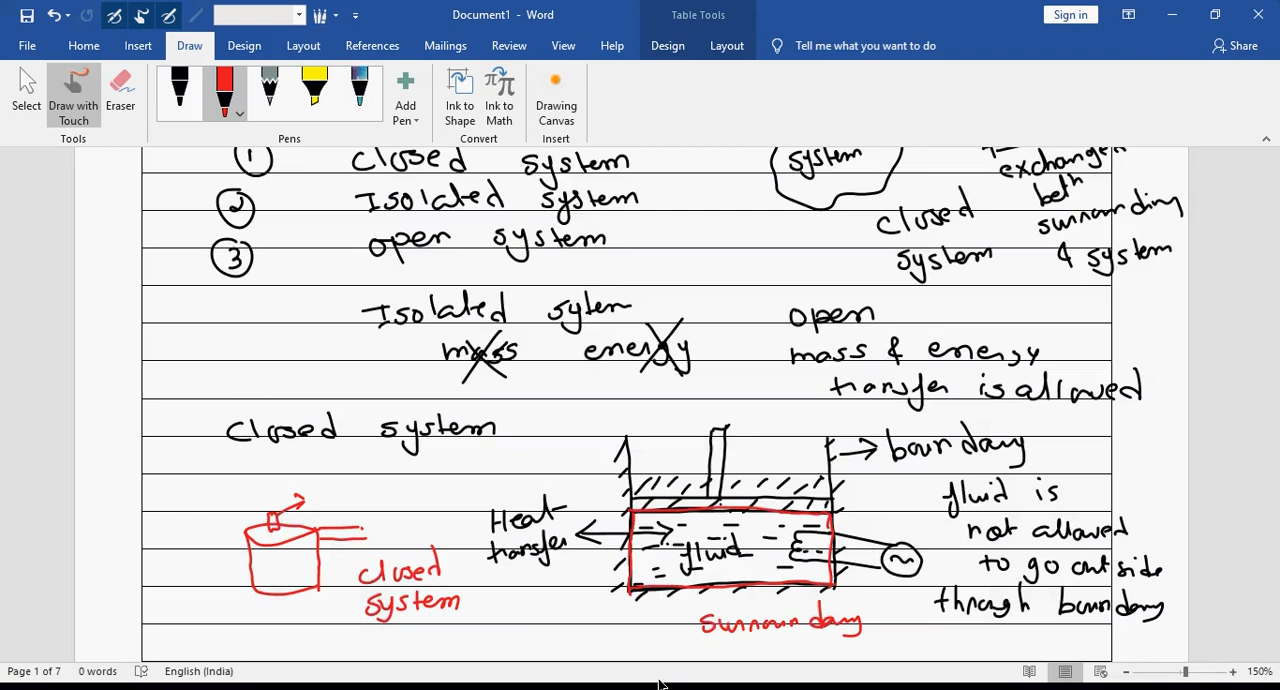 Document1 - Word
Table Tools
Sign in
File Home Insert Draw Design Layout References Mailings Review View Help Design Layout Tell me what you want to do Share
Select
Draw with Touch
Eraser
Add Pen
Ink to Shape
Ink to Math
Drawing Canvas
Tools
Pens
Convert
Insert
1 closed system
2 Isolated system
3 open system
system
exchange
beth
surrounding
& system
closed
system
Isolated sytem
mass energy
open
mass & energy
transfer is allowed
closed system
boundary
fluid is
not allowed
to go outside
through boundary
Heat
transfer
fluid
closed
system
surroundary
Page 1 of 7 0 words English (India) 150%